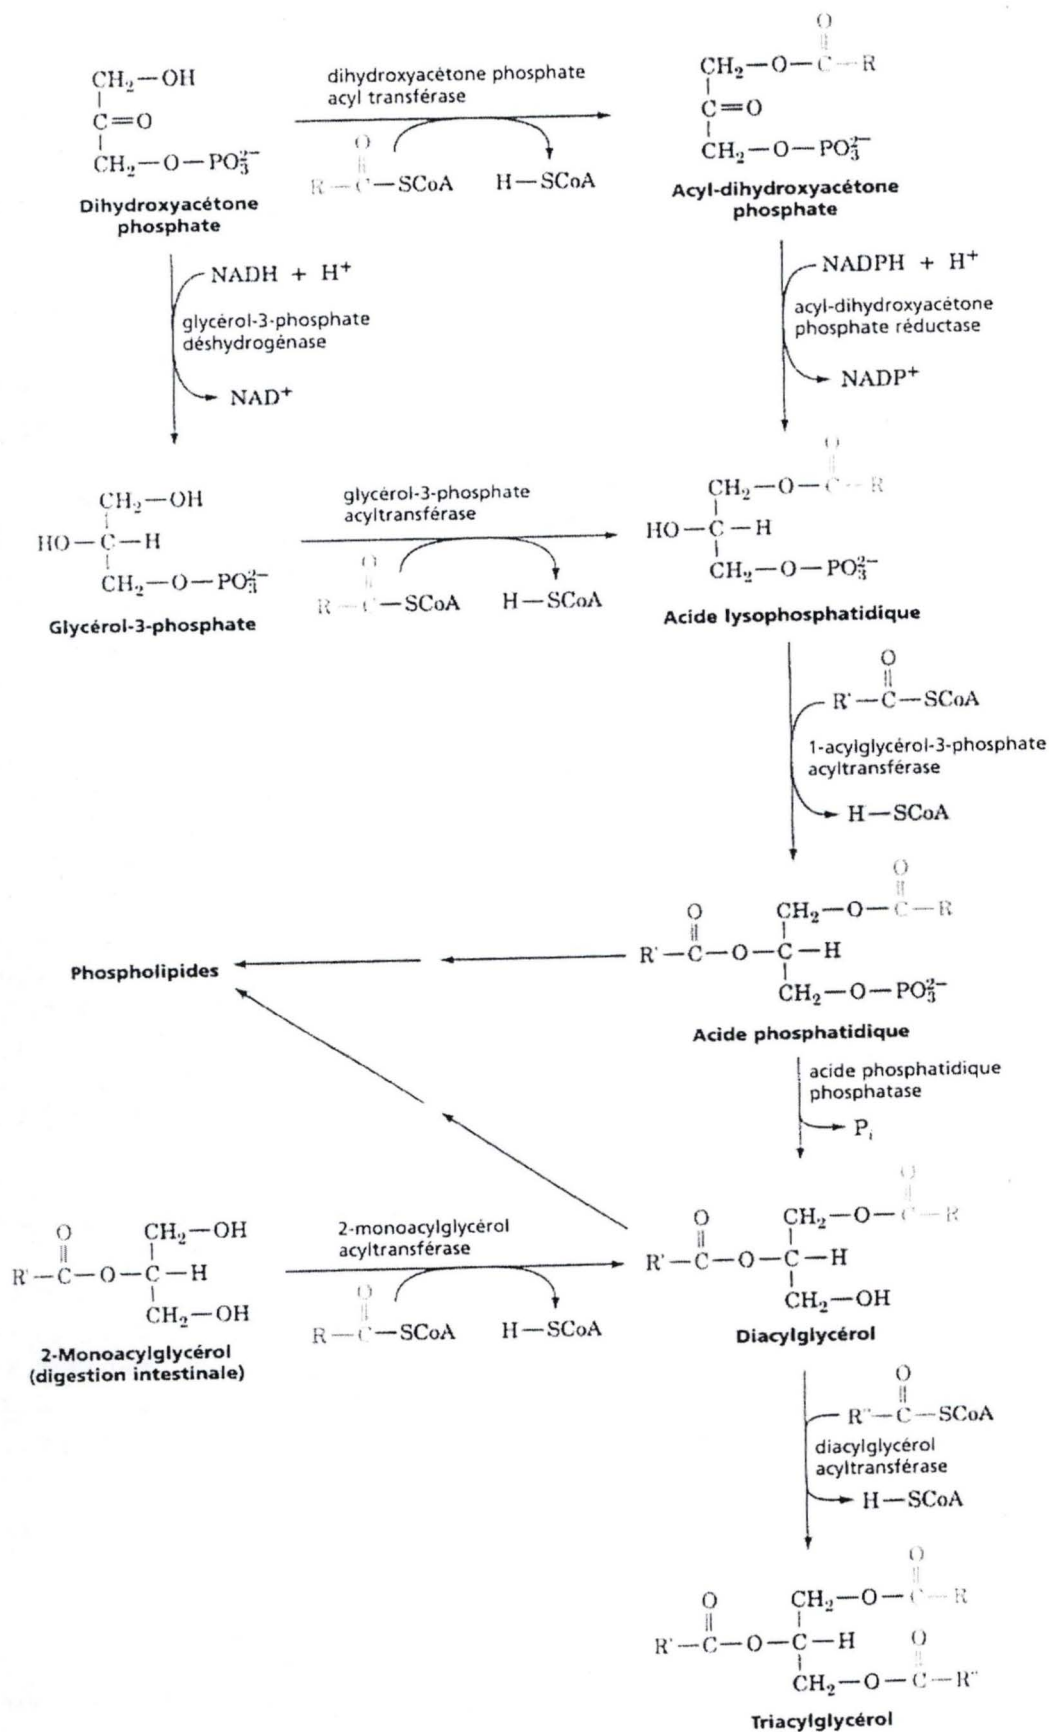 O
CH₂—O—C—R
CH₂—OH
C=O
CH₂—O—PO₃²⁻
Dihydroxyacétone
phosphate
dihydroxyacétone phosphate
acyl transférase
O
R—C—SCoA H—SCoA
C=O
CH₂—O—PO₃²⁻
Acyl-dihydroxyacétone
phosphate
NADH + H⁺
glycérol-3-phosphate
déshydrogénase
NAD⁺
NADPH + H⁺
acyl-dihydroxyacétone
phosphate réductase
NADP⁺
CH₂—OH
HO—C—H
CH₂—O—PO₃²⁻
Glycérol-3-phosphate
glycérol-3-phosphate
acyltransférase
O
R—C—SCoA H—SCoA
O
CH₂—O—C—R
HO—C—H
CH₂—O—PO₃²⁻
Acide lysophosphatidique
O
R'—C—SCoA
1-acylglycérol-3-phosphate
acyltransférase
H—SCoA
O
O CH₂—O—C—R
R'—C—O—C—H
CH₂—O—PO₃²⁻
Acide phosphatidique
Phospholipides
acide phosphatidique
phosphatase
Pᵢ
O CH₂—OH
R'—C—O—C—H
CH₂—OH
2-Monoacylglycérol
(digestion intestinale)
2-monoacylglycérol
acyltransférase
O
R—C—SCoA H—SCoA
O
O CH₂—O—C—R
R'—C—O—C—H
CH₂—OH
Diacylglycérol
O
R''—C—SCoA
diacylglycérol
acyltransférase
H—SCoA
O
O CH₂—O—C—R
R'—C—O—C—H O
CH₂—O—C—R''
Triacylglycérol